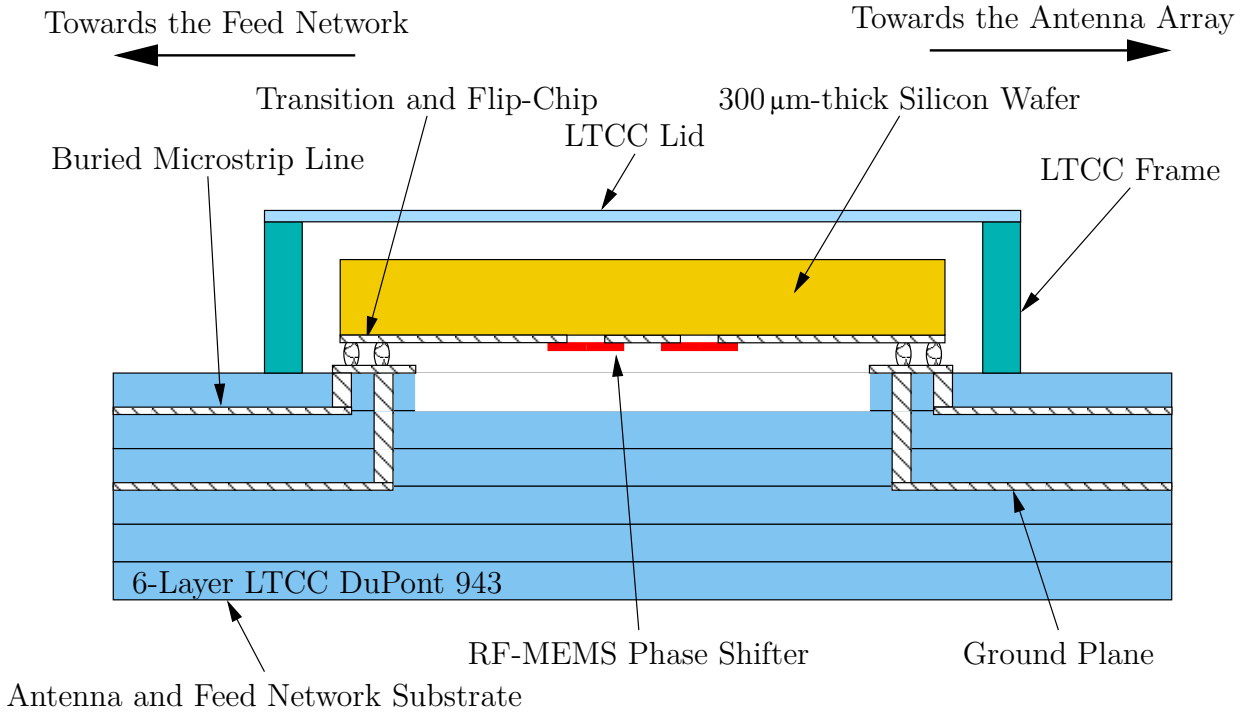 Towards the Feed Network
Towards the Antenna Array
Transition and Flip-Chip
300 µm-thick Silicon Wafer
LTCC Lid
Buried Microstrip Line
LTCC Frame
6-Layer LTCC DuPont 943
RF-MEMS Phase Shifter
Ground Plane
Antenna and Feed Network Substrate